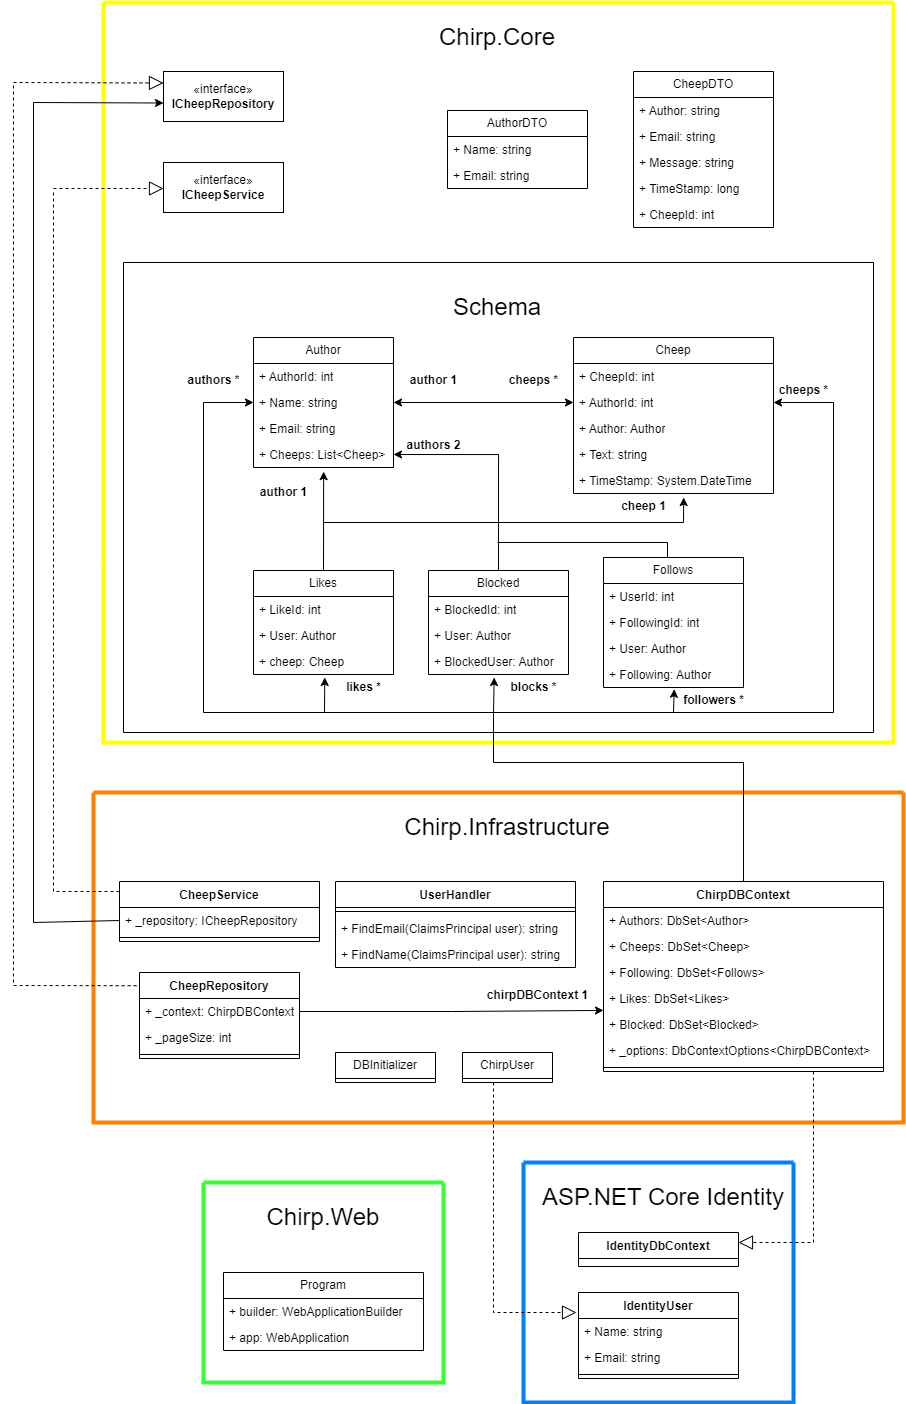 Chirp.Core
«interface»
ICheepRepository
«interface»
ICheepService
AuthorDTO
+ Name: string
+ Email: string
CheepDTO
+ Author: string
+ Email: string
+ Message: string
+ TimeStamp: long
+ CheepId: int
Schema
authors *
Author
+ AuthorId: int
+ Name: string
+ Email: string
+ Cheeps: List<Cheep>
author 1
cheeps *
Cheep
+ CheepId: int
+ AuthorId: int
+ Author: Author
+ Text: string
+ TimeStamp: System.DateTime
cheeps *
authors 2
author 1
cheep 1
Likes
+ LikeId: int
+ User: Author
+ cheep: Cheep
Blocked
+ BlockedId: int
+ User: Author
+ BlockedUser: Author
Follows
+ UserId: int
+ FollowingId: int
+ User: Author
+ Following: Author
likes *
blocks *
followers *
Chirp.Infrastructure
CheepService
+ _repository: ICheepRepository
UserHandler
+ FindEmail(ClaimsPrincipal user): string
+ FindName(ClaimsPrincipal user): string
ChirpDBContext
+ Authors: DbSet<Author>
+ Cheeps: DbSet<Cheep>
+ Following: DbSet<Follows>
+ Likes: DbSet<Likes>
+ Blocked: DbSet<Blocked>
+ _options: DbContextOptions<ChirpDBContext>
CheepRepository
+ _context: ChirpDBContext
+ _pageSize: int
chirpDBContext 1
DBInitializer
ChirpUser
Chirp.Web
Program
+ builder: WebApplicationBuilder
+ app: WebApplication
ASP.NET Core Identity
IdentityDbContext
IdentityUser
+ Name: string
+ Email: string